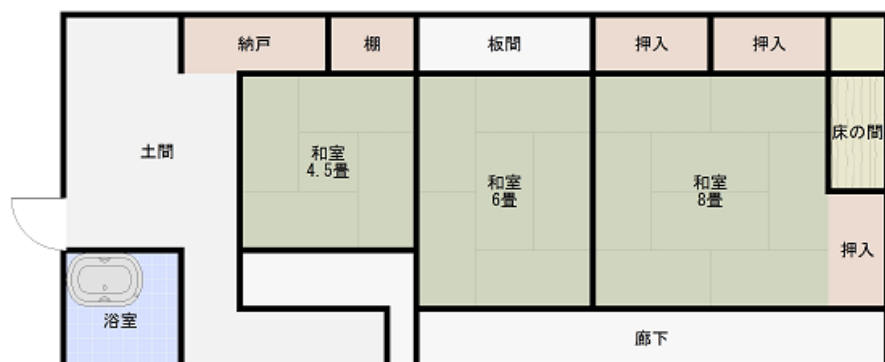 納戸
棚
板間
押入
押入
床の間
土間
和室
4.5畳
和室
6畳
和室
8畳
押入
浴室
廊下